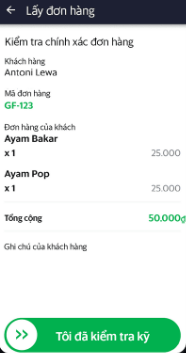 ← Lấy đơn hàng
Kiểm tra chính xác đơn hàng
Khách hàng
Antoni Lewa
Mã đơn hàng
GF-123
Đơn hàng của khách
Ayam Bakar
x 1 25.000
Ayam Pop
x 1 25.000
Tổng cộng 50.000₫
Ghi chú của khách hàng
Tôi đã kiểm tra kỹ